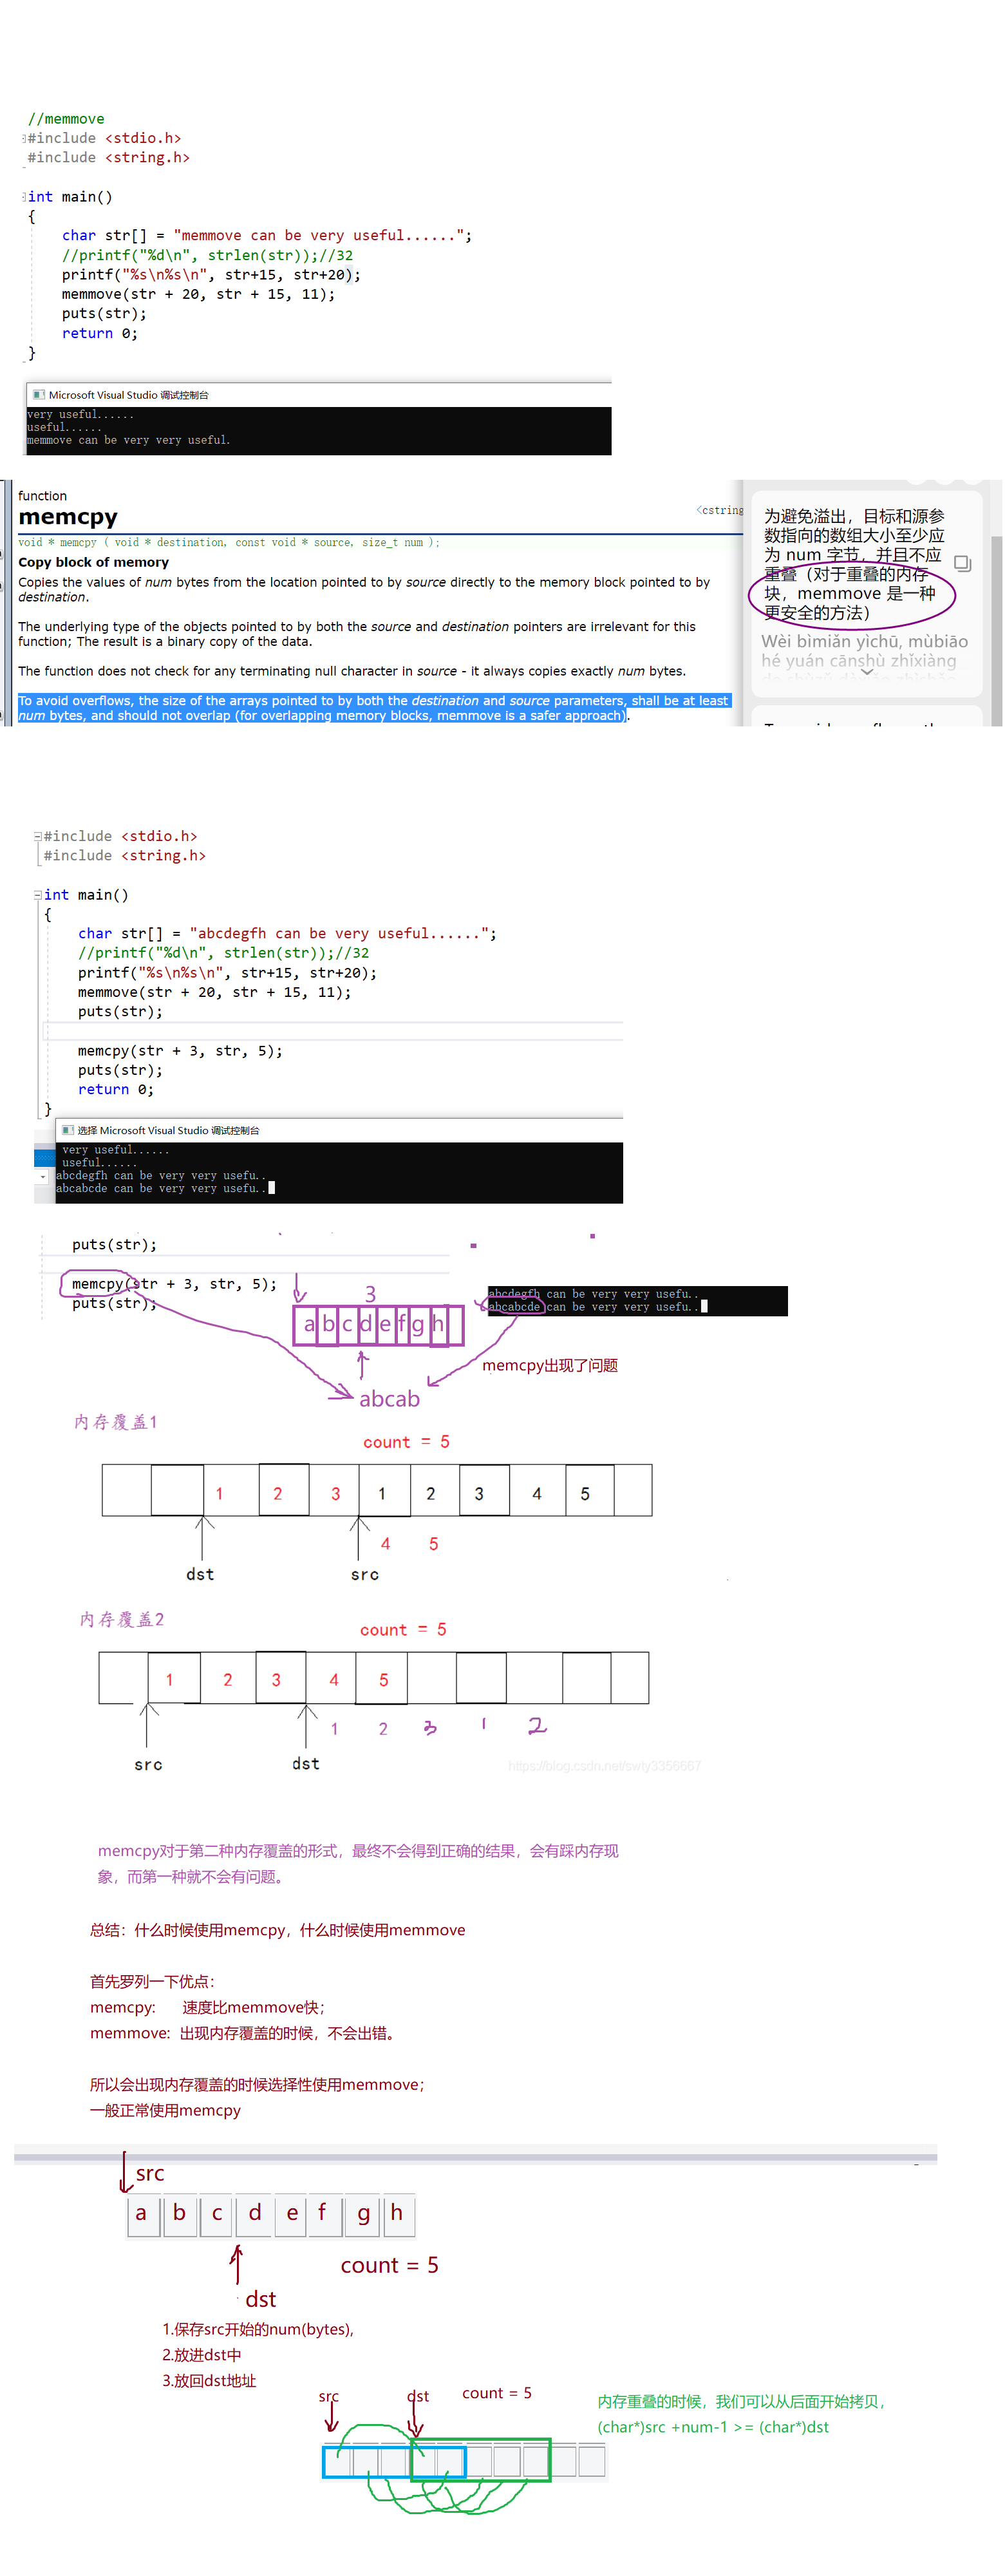 //memmove
#include <stdio.h>
#include <string.h>
int main()
{
char str[] = "memmove can be very useful......";
//printf("%d\n", strlen(str));//32
printf("%s\n%s\n", str+15, str+20);
memmove(str + 20, str + 15, 11);
puts(str);
return 0;
}
Microsoft Visual Studio 调试控制台
very useful......
useful......
memmove can be very very useful.
function
memcpy
<cstring
void * memcpy ( void * destination, const void * source, size_t num );
Copy block of memory
Copies the values of num bytes from the location pointed to by source directly to the memory block pointed to by
destination.
The underlying type of the objects pointed to by both the source and destination pointers are irrelevant for this
function; The result is a binary copy of the data.
The function does not check for any terminating null character in source - it always copies exactly num bytes.
To avoid overflows, the size of the arrays pointed to by both the destination and source parameters, shall be at least
num bytes, and should not overlap (for overlapping memory blocks, memmove is a safer approach).
为避免溢出，目标和源参
数指向的数组大小至少应
为 num 字节，并且不应
重叠（对于重叠的内存
块，memmove 是一种
更安全的方法）
Wèi bìmiǎn yìchū, mùbiāo
hé yuán cānshù zhǐxiàng
#include <stdio.h>
#include <string.h>
int main()
{
char str[] = "abcdegfh can be very useful......";
//printf("%d\n", strlen(str));//32
printf("%s\n%s\n", str+15, str+20);
memmove(str + 20, str + 15, 11);
puts(str);
memcpy(str + 3, str, 5);
puts(str);
return 0;
}
选择 Microsoft Visual Studio 调试控制台
very useful......
useful......
abcdegfh can be very very usefu..
abcabcde can be very very usefu..
puts(str);
memcpy(str + 3, str, 5);
puts(str);
3
a b c d e f g h
abcdegfh can be very very usefu..
abcabcde can be very very usefu..
memcpy出现了问题
abcab
内存覆盖1
count = 5
1 2 3 1 2 3 4 5
4 5
dst src
内存覆盖2
count = 5
1 2 3 4 5
1 2 3 1 2
src dst
https://blog.csdn.net/swty3356667
memcpy对于第二种内存覆盖的形式，最终不会得到正确的结果，会有踩内存现
象，而第一种就不会有问题。
总结：什么时候使用memcpy，什么时候使用memmove
首先罗列一下优点：
memcpy: 速度比memmove快；
memmove: 出现内存覆盖的时候，不会出错。
所以会出现内存覆盖的时候选择性使用memmove；
一般正常使用memcpy
src
a b c d e f g h
count = 5
dst
1.保存src开始的num(bytes),
2.放进dst中
3.放回dst地址
src dst count = 5
内存重叠的时候，我们可以从后面开始拷贝，
(char*)src +num-1 >= (char*)dst